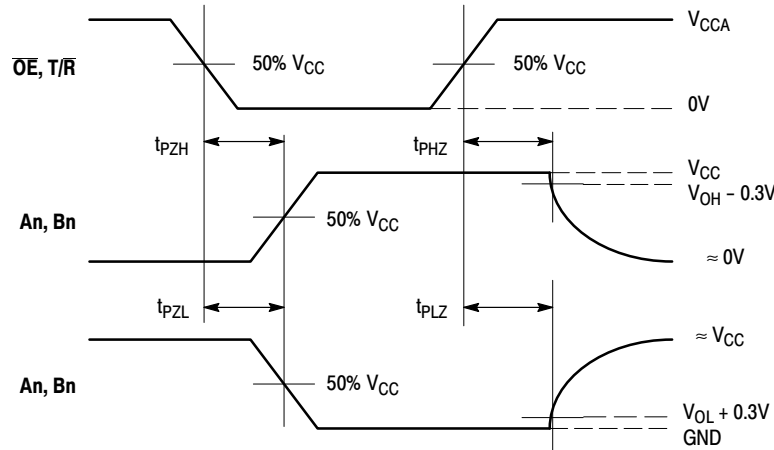 V_CCA
O̅E̅, T/R̅
50% V_CC
50% V_CC
0V
t_PZH
t_PHZ
V_CC
V_OH – 0.3V
An, Bn
50% V_CC
≈ 0V
t_PZL
t_PLZ
≈ V_CC
An, Bn
50% V_CC
V_OL + 0.3V
GND